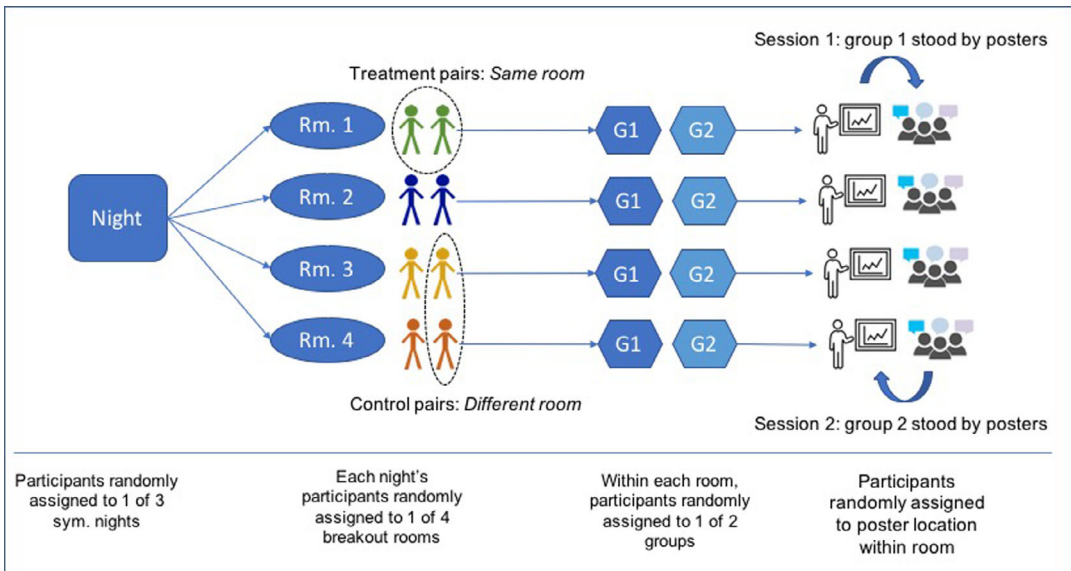 Session 1: group 1 stood by posters
Treatment pairs: Same room
Rm. 1
G1
G2
Night
Rm. 2
G1
G2
Rm. 3
G1
G2
Rm. 4
G1
G2
Control pairs: Different room
Session 2: group 2 stood by posters
Participants randomly
assigned to 1 of 3
sym. nights
Each night's
participants randomly
assigned to 1 of 4
breakout rooms
Within each room,
participants randomly
assigned to 1 of 2
groups
Participants
randomly assigned
to poster location
within room